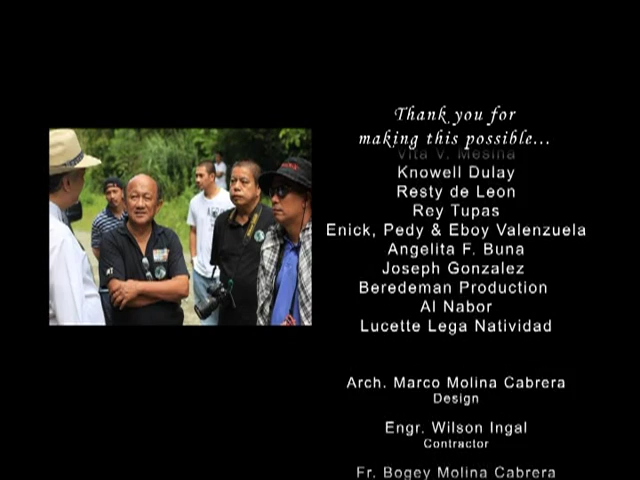 Thank you for
making this possible...
Vita V. Mesina
Knowell Dulay
Resty de Leon
Rey Tupas
Enick, Pedy & Eboy Valenzuela
Angelita F. Buna
Joseph Gonzalez
Beredeman Production
Al Nabor
Lucette Lega Natividad
Arch. Marco Molina Cabrera
Design
Engr. Wilson Ingal
Contractor
Fr. Bogey Molina Cabrera